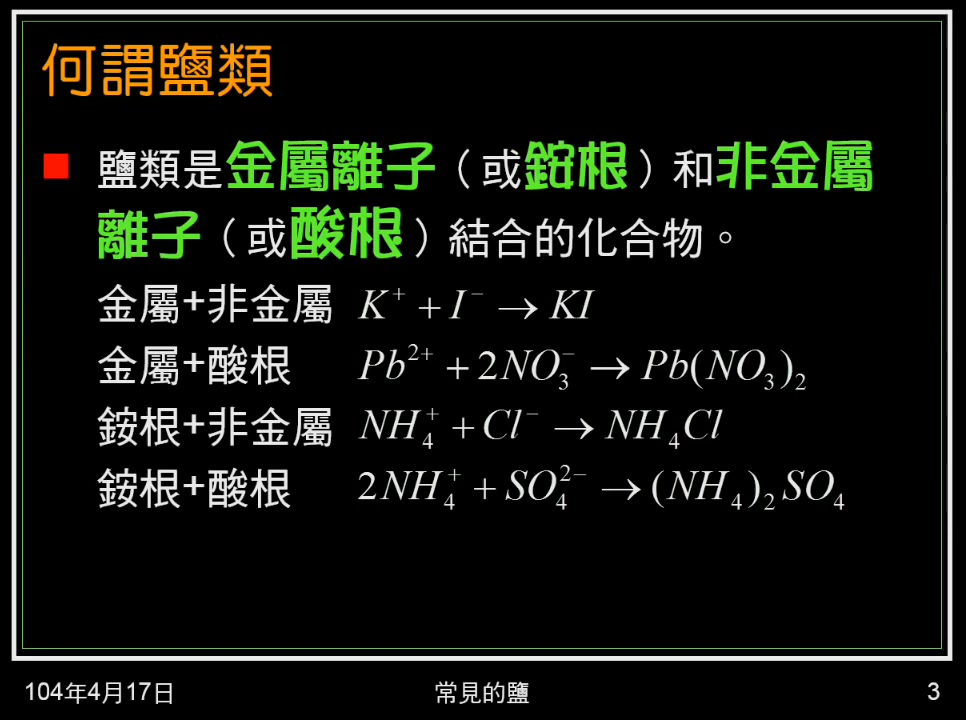 何謂鹽類
鹽類是金屬離子（或銨根）和非金屬
離子（或酸根）結合的化合物。
金屬+非金屬 K⁺ + I⁻ → KI
金屬+酸根 Pb²⁺ + 2NO₃⁻ → Pb(NO₃)₂
銨根+非金屬 NH₄⁺ + Cl⁻ → NH₄Cl
銨根+酸根 2NH₄⁺ + SO₄²⁻ → (NH₄)₂SO₄
104年4月17日 常見的鹽 3